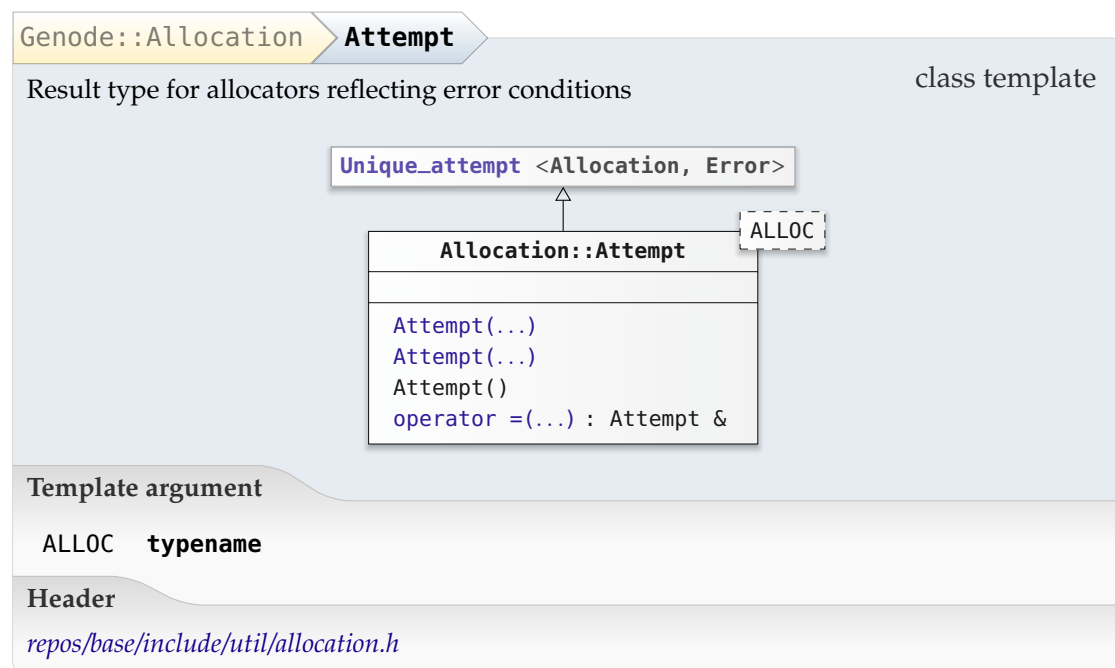 Genode::Allocation Attempt
class template
Result type for allocators reflecting error conditions
Unique_attempt <Allocation, Error>
ALLOC
Allocation::Attempt
Attempt(...)
Attempt(...)
Attempt()
operator =(...) : Attempt &
Template argument
ALLOC typename
Header
repos/base/include/util/allocation.h